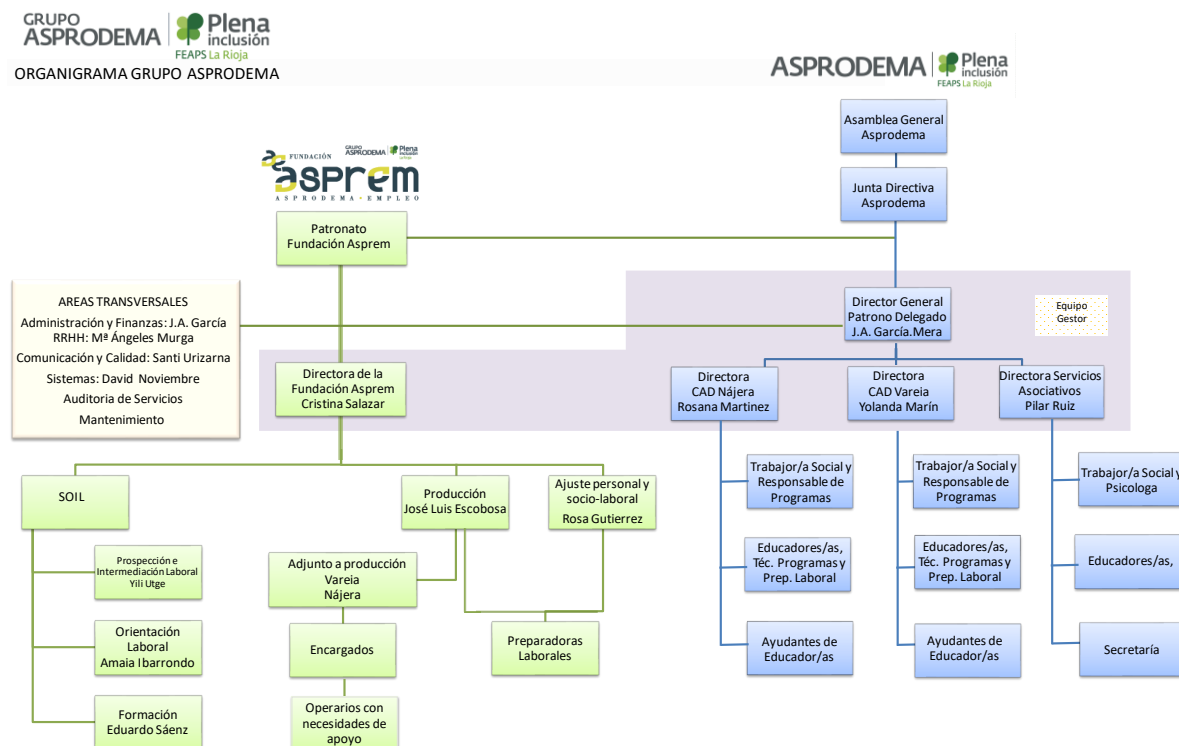 GRUPO
ASPRODEMA
Plena
inclusión
FEAPS La Rioja
ORGANIGRAMA GRUPO ASPRODEMA
ASPRODEMA
Plena
inclusión
FEAPS La Rioja
Asamblea General
Asprodema
Junta Directiva
Asprodema
FUNDACIÓN
GRUPO
ASPRODEMA
Plena
inclusión
La Rioja
asprem
ASPRODEMA - EMPLEO
Patronato
Fundación Asprem
AREAS TRANSVERSALES
Administración y Finanzas: J.A. García
RRHH: Mª Ángeles Murga
Comunicación y Calidad: Santi Urizarna
Sistemas: David Noviembre
Auditoria de Servicios
Mantenimiento
Director General
Patrono Delegado
J.A. García.Mera
Equipo
Gestor
Directora de la
Fundación Asprem
Cristina Salazar
Directora
CAD Nájera
Rosana Martinez
Directora
CAD Vareia
Yolanda Marín
Directora Servicios
Asociativos
Pilar Ruiz
SOIL
Producción
José Luis Escobosa
Ajuste personal y
socio-laboral
Rosa Gutierrez
Trabajor/a Social y
Responsable de
Programas
Trabajor/a Social y
Responsable de
Programas
Trabajor/a Social y
Psicologa
Prospección e
Intermediación Laboral
Yili Utge
Adjunto a producción
Vareia
Nájera
Educadores/as,
Téc. Programas y
Prep. Laboral
Educadores/as,
Téc. Programas y
Prep. Laboral
Educadores/as,
Orientación
Laboral
Amaia Ibarrondo
Encargados
Preparadoras
Laborales
Ayudantes de
Educador/as
Ayudantes de
Educador/as
Secretaría
Formación
Eduardo Sáenz
Operarios con
necesidades de
apoyo